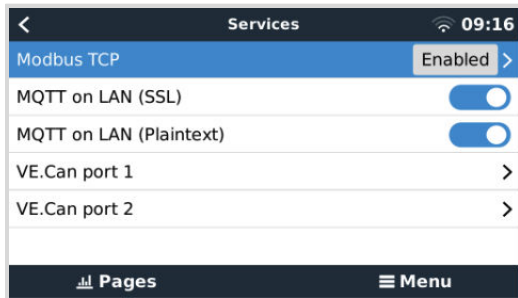 Services 09:16
Modbus TCP Enabled
MQTT on LAN (SSL)
MQTT on LAN (Plaintext)
VE.Can port 1
VE.Can port 2
Pages Menu